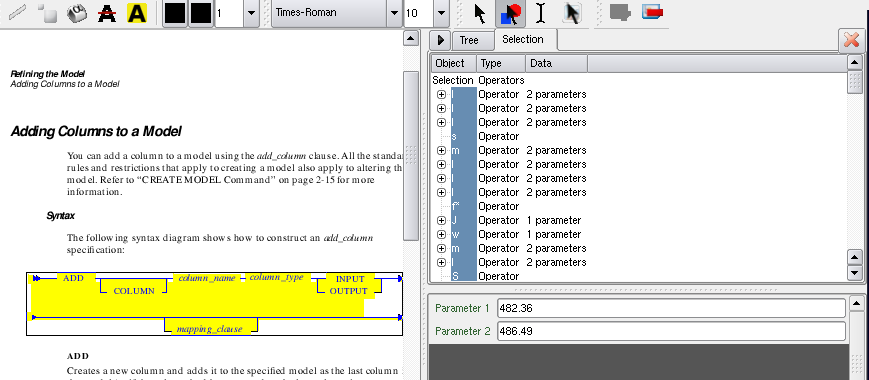 1
Times-Roman
10
Refining the Model
Adding Columns to a Model
Adding Columns to a Model
You can add a column to a model using the add_column clause. All the standar
rules and restrictions that apply to creating a model also apply to altering th
model. Refer to “CREATE MODEL Command” on page 2-15 for more
information.
Syntax
The following syntax diagram shows how to construct an add_column
specification:
ADD column_name column_type INPUT
COLUMN OUTPUT
mapping_clause
ADD
Creates a new column and adds it to the specified model as the last column
Tree Selection
Object Type Data
Selection Operators
l Operator 2 parameters
l Operator 2 parameters
l Operator 2 parameters
s Operator
m Operator 2 parameters
l Operator 2 parameters
l Operator 2 parameters
l Operator 2 parameters
f* Operator
J Operator 1 parameter
w Operator 1 parameter
m Operator 2 parameters
l Operator 2 parameters
S Operator
Parameter 1 482.36
Parameter 2 486.49